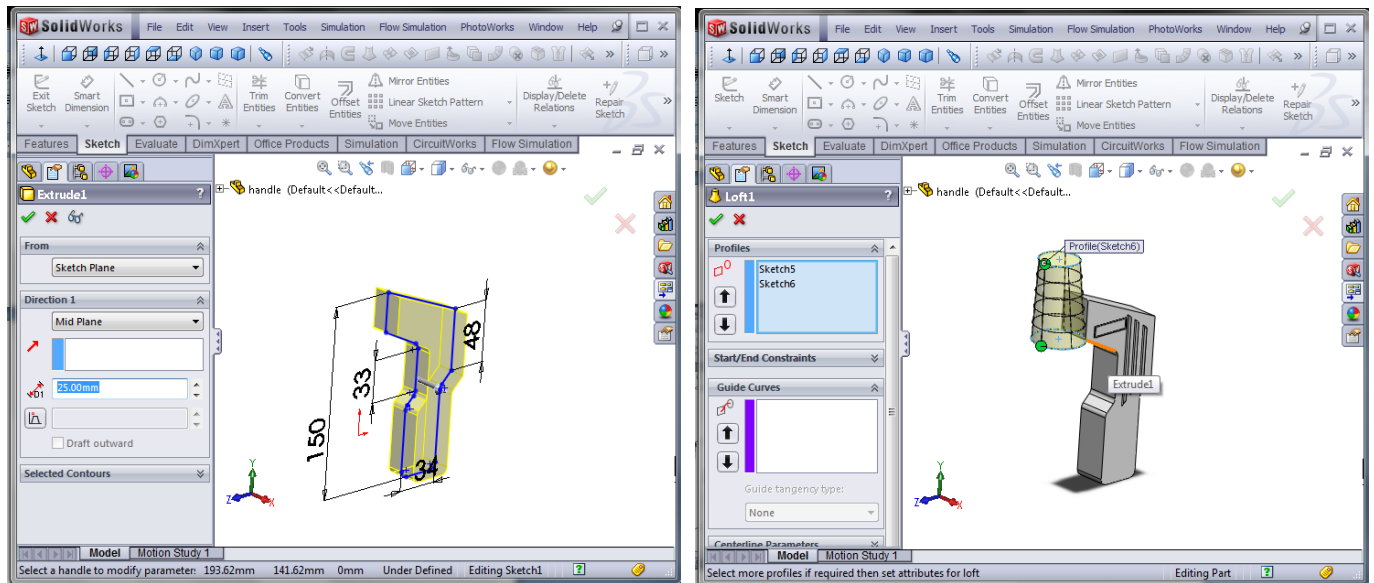 SolidWorks File Edit View Insert Tools Simulation Flow Simulation PhotoWorks Window Help
Exit Sketch
Smart Dimension
Trim Entities
Convert Entities
Offset Entities
Mirror Entities
Linear Sketch Pattern
Move Entities
Display/Delete Relations
Repair Sketch
Features Sketch Evaluate DimXpert Office Products Simulation CircuitWorks Flow Simulation
handle (Default<<Default...
Extrude1 ?
From
Sketch Plane
Direction 1
Mid Plane
D1 25.00mm
Draft outward
Selected Contours
150
33
48
34
Y
Z X
Model Motion Study 1
Select a handle to modify parameter: 193.62mm 141.62mm 0mm Under Defined Editing Sketch1 ?
SolidWorks File Edit View Insert Tools Simulation Flow Simulation PhotoWorks Window Help
Sketch
Smart Dimension
Trim Entities
Convert Entities
Offset Entities
Mirror Entities
Linear Sketch Pattern
Move Entities
Display/Delete Relations
Repair Sketch
Features Sketch Evaluate DimXpert Office Products Simulation CircuitWorks Flow Simulation
handle (Default<<Default...
Loft1 ?
Profiles
Sketch5
Sketch6
Start/End Constraints
Guide Curves
Guide tangency type:
None
Centerline Parameters
Profile(Sketch6)
Extrude1
Y
Z X
Model Motion Study 1
Select more profiles if required then set attributes for loft Editing Part ?